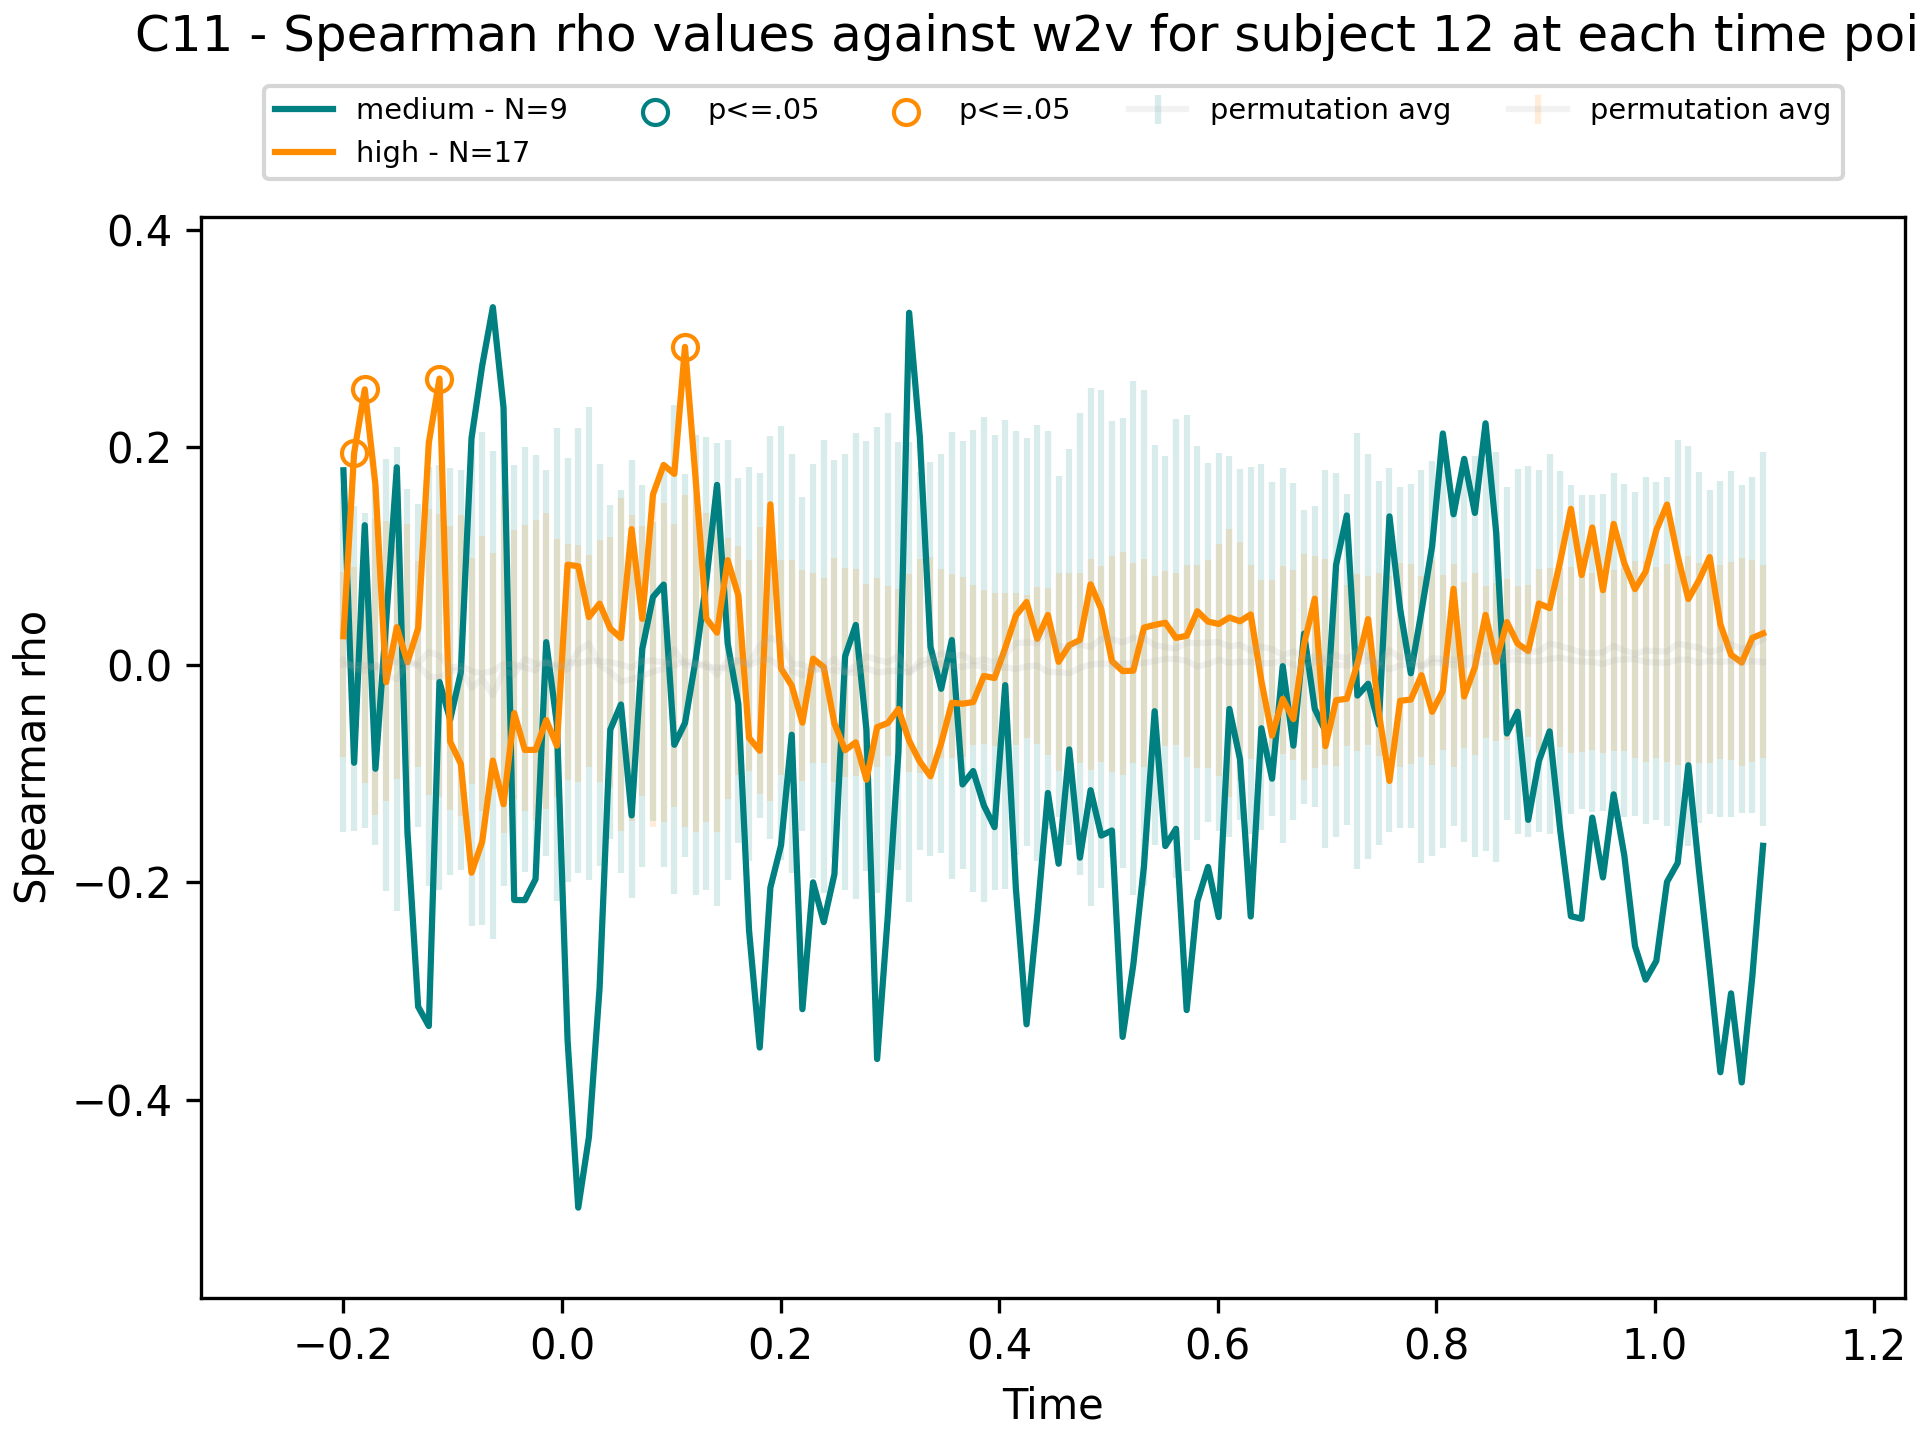 C11 - Spearman rho values against w2v for subject 12 at each time poi
medium - N=9
high - N=17
p<=.05
p<=.05
permutation avg
permutation avg
Spearman rho
0.4
0.2
0.0
−0.2
−0.4
−0.2 0.0 0.2 0.4 0.6 0.8 1.0 1.2
Time